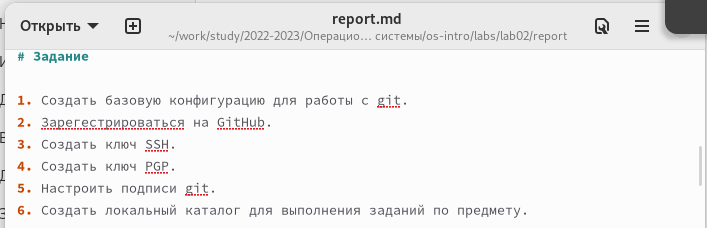 Открыть
report.md
~/work/study/2022-2023/Операцио… системы/os-intro/labs/lab02/report
# Задание
1. Создать базовую конфигурацию для работы с git.
2. Зарегестрироваться на GitHub.
3. Создать ключ SSH.
4. Создать ключ PGP.
5. Настроить подписи git.
6. Создать локальный каталог для выполнения заданий по предмету.